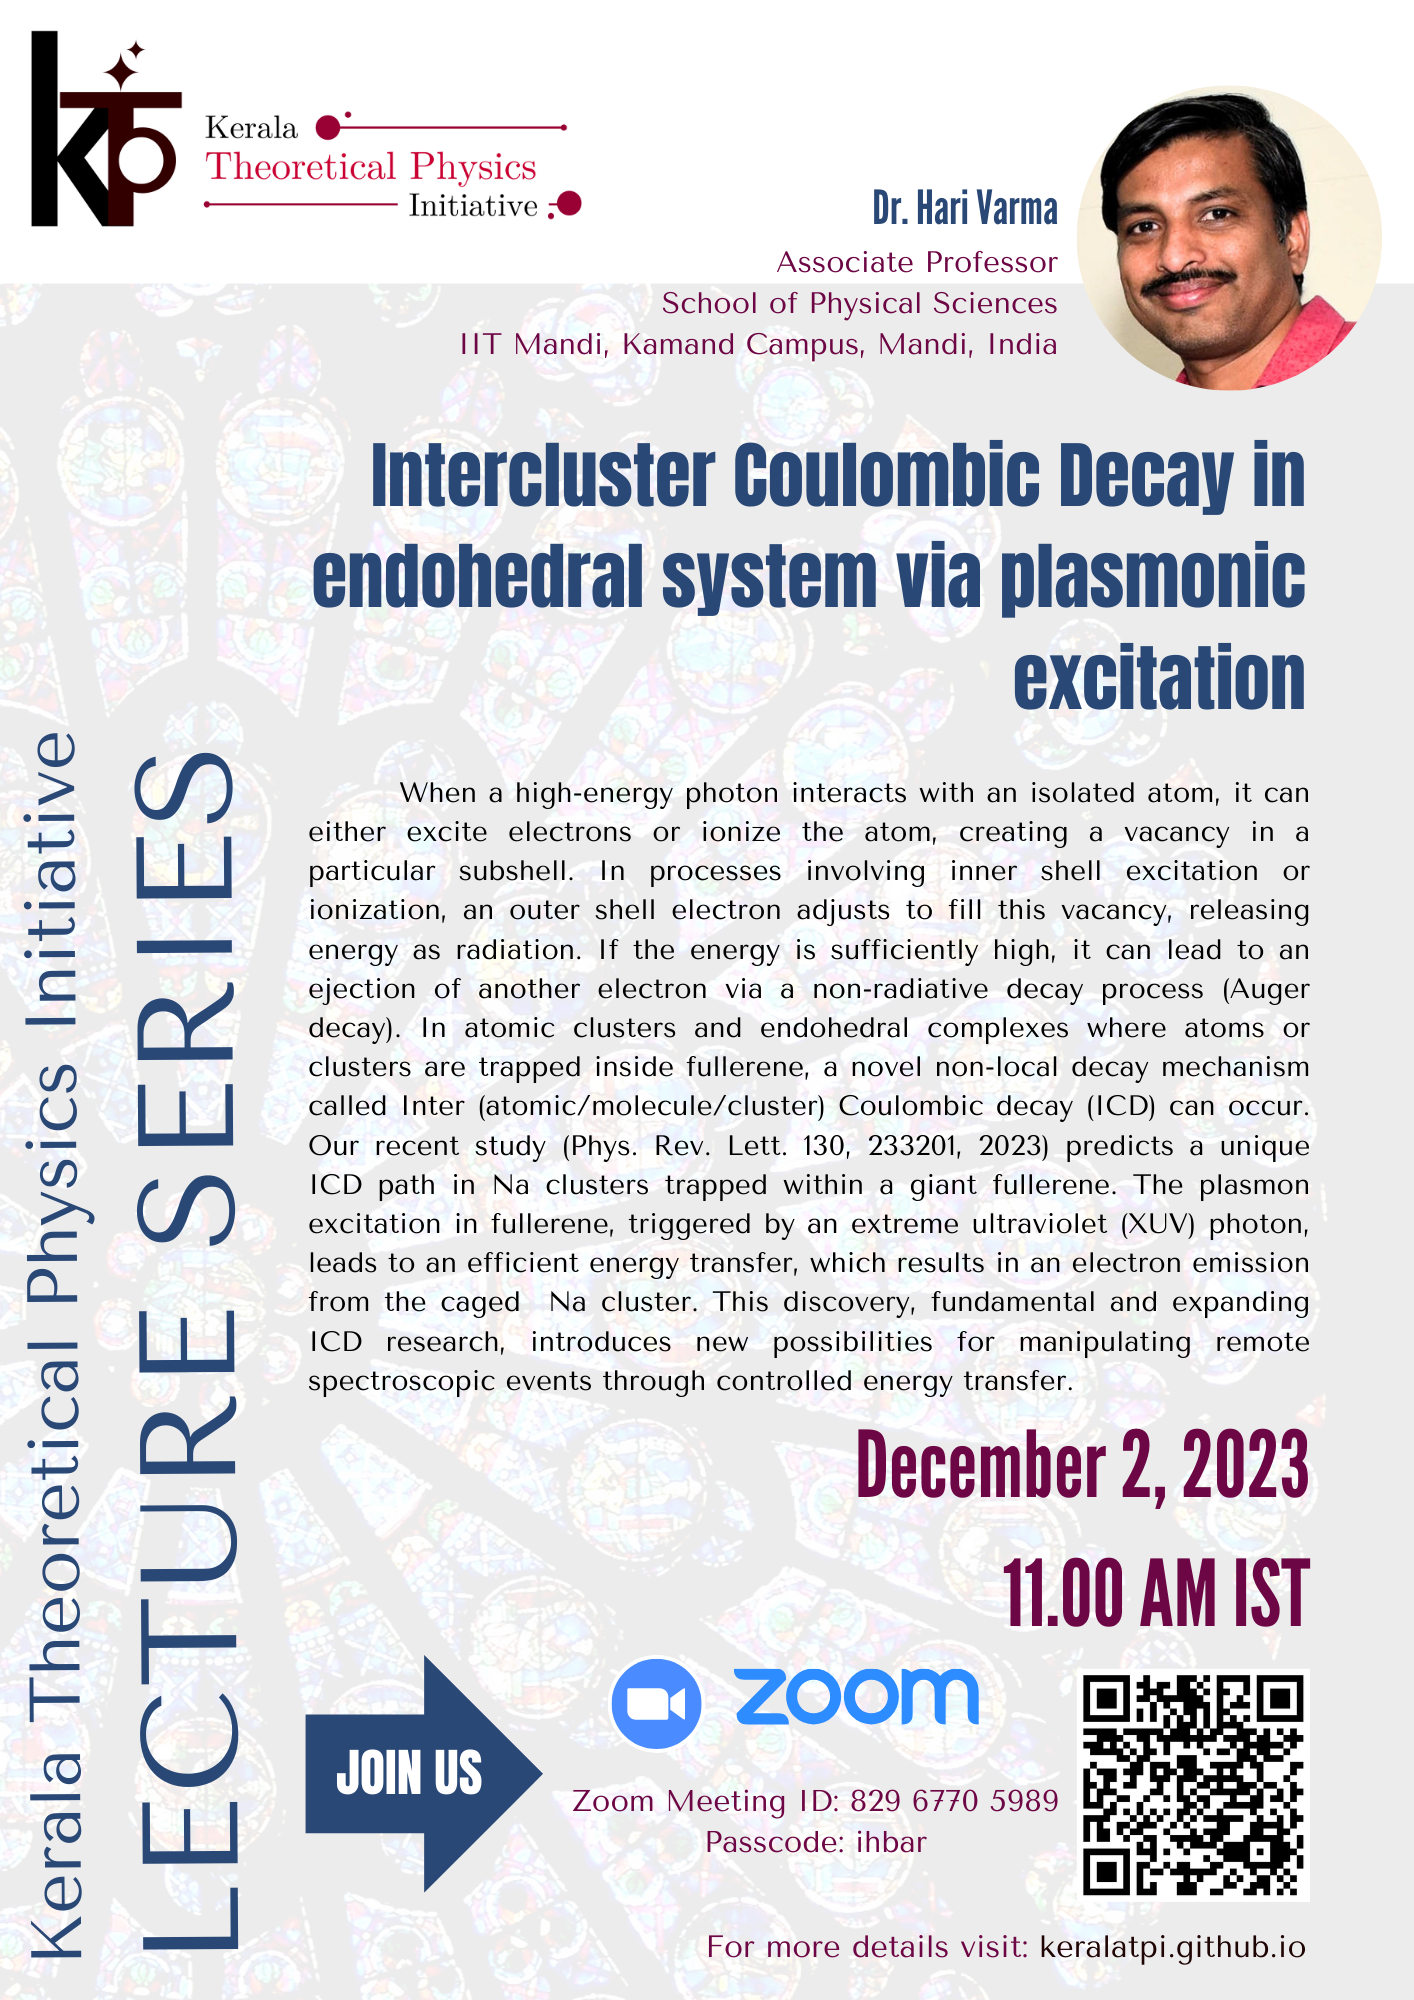 kTp
Kerala
Theoretical Physics
Initiative
Dr. Hari Varma
Associate Professor
School of Physical Sciences
IIT Mandi, Kamand Campus, Mandi, India
Intercluster Coulombic Decay in
endohedral system via plasmonic
excitation
When a high-energy photon interacts with an isolated atom, it can
either excite electrons or ionize the atom, creating a vacancy in a
particular subshell. In processes involving inner shell excitation or
ionization, an outer shell electron adjusts to fill this vacancy, releasing
energy as radiation. If the energy is sufficiently high, it can lead to an
ejection of another electron via a non-radiative decay process (Auger
decay). In atomic clusters and endohedral complexes where atoms or
clusters are trapped inside fullerene, a novel non-local decay mechanism
called Inter (atomic/molecule/cluster) Coulombic decay (ICD) can occur.
Our recent study (Phys. Rev. Lett. 130, 233201, 2023) predicts a unique
ICD path in Na clusters trapped within a giant fullerene. The plasmon
excitation in fullerene, triggered by an extreme ultraviolet (XUV) photon,
leads to an efficient energy transfer, which results in an electron emission
from the caged Na cluster. This discovery, fundamental and expanding
ICD research, introduces new possibilities for manipulating remote
spectroscopic events through controlled energy transfer.
Kerala Theoretical Physics Initiative
LECTURE SERIES
December 2, 2023
11.00 AM IST
JOIN US
zoom
Zoom Meeting ID: 829 6770 5989
Passcode: ihbar
For more details visit: keralatpi.github.io